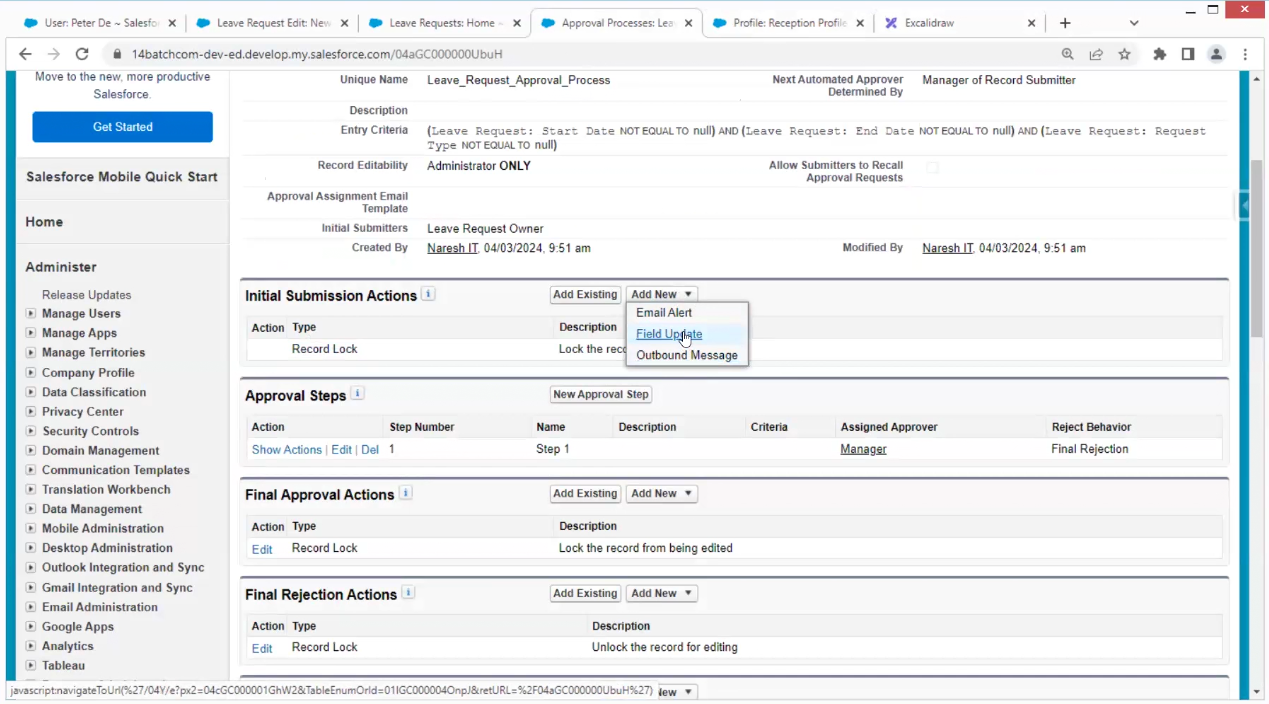 User: Peter De ~ Salesfo
Leave Request Edit: New
Leave Requests: Home ~
Approval Processes: Lea
Profile: Reception Profile
Excalidraw
14batchcom-dev-ed.develop.my.salesforce.com/04aGC000000UbuH
Move to the new, more productive
Salesforce.
Get Started
Salesforce Mobile Quick Start
Home
Administer
Release Updates
Manage Users
Manage Apps
Manage Territories
Company Profile
Data Classification
Privacy Center
Security Controls
Domain Management
Communication Templates
Translation Workbench
Data Management
Mobile Administration
Desktop Administration
Outlook Integration and Sync
Gmail Integration and Sync
Email Administration
Google Apps
Analytics
Tableau
Unique Name Leave_Request_Approval_Process
Next Automated Approver
Determined By
Manager of Record Submitter
Description
Entry Criteria (Leave Request: Start Date NOT EQUAL TO null) AND (Leave Request: End Date NOT EQUAL TO null) AND (Leave Request: Request
Type NOT EQUAL TO null)
Record Editability Administrator ONLY
Allow Submitters to Recall
Approval Requests
Approval Assignment Email
Template
Initial Submitters Leave Request Owner
Created By Naresh IT, 04/03/2024, 9:51 am Modified By Naresh IT, 04/03/2024, 9:51 am
Initial Submission Actions Add Existing Add New
Email Alert
Field Update
Outbound Message
Action Type Description
Record Lock Lock the reco
Approval Steps New Approval Step
Action Step Number Name Description Criteria Assigned Approver Reject Behavior
Show Actions | Edit | Del 1 Step 1 Manager Final Rejection
Final Approval Actions Add Existing Add New
Action Type Description
Edit Record Lock Lock the record from being edited
Final Rejection Actions Add Existing Add New
Action Type Description
Edit Record Lock Unlock the record for editing
javascript:navigateToUrl(%27/04Y/e?px2=04cGC000001GhW2&TableEnumOrId=01IGC000004OnpJ&retURL=%2F04aGC000000UbuH%27)
New